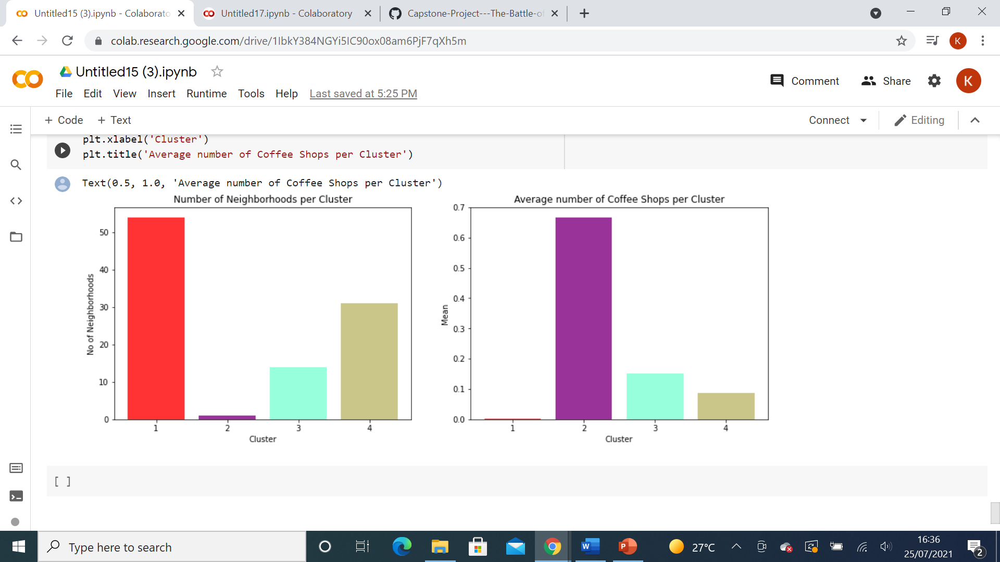 Untitled15 (3).ipynb - Colaborato
Untitled17.ipynb - Colaboratory
Capstone-Project---The-Battle-of
colab.research.google.com/drive/1IbkY384NGYi5IC90ox08am6PjF7qXh5m
K
Untitled15 (3).ipynb
Comment
Share
K
File Edit View Insert Runtime Tools Help Last saved at 5:25 PM
+ Code + Text
Connect
Editing
plt.xlabel('Cluster')
plt.title('Average number of Coffee Shops per Cluster')
Text(0.5, 1.0, 'Average number of Coffee Shops per Cluster')
Number of Neighborhoods per Cluster
No of Neighborhoods
50
40
30
20
10
0
1 2 3 4
Cluster
Average number of Coffee Shops per Cluster
Mean
0.7
0.6
0.5
0.4
0.3
0.2
0.1
0.0
1 2 3 4
Cluster
[ ]
Type here to search
W
P
27°C
16:36
25/07/2021
2